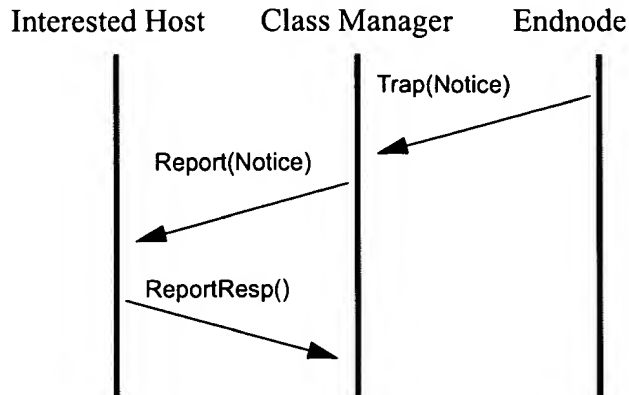 Interested Host Class Manager Endnode
Trap(Notice)
Report(Notice)
ReportResp()